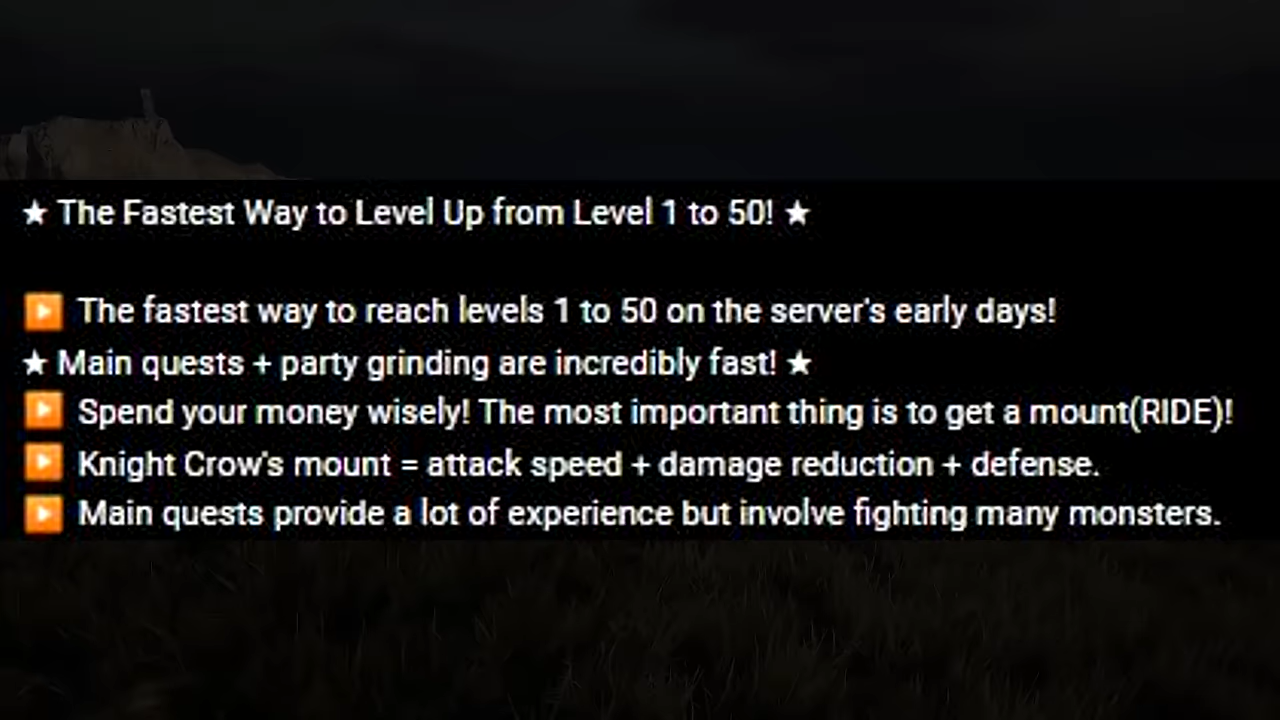 ★ The Fastest Way to Level Up from Level 1 to 50! ★
▶️ The fastest way to reach levels 1 to 50 on the server's early days!
★ Main quests + party grinding are incredibly fast! ★
▶️ Spend your money wisely! The most important thing is to get a mount(RIDE)!
▶️ Knight Crow's mount = attack speed + damage reduction + defense.
▶️ Main quests provide a lot of experience but involve fighting many monsters.